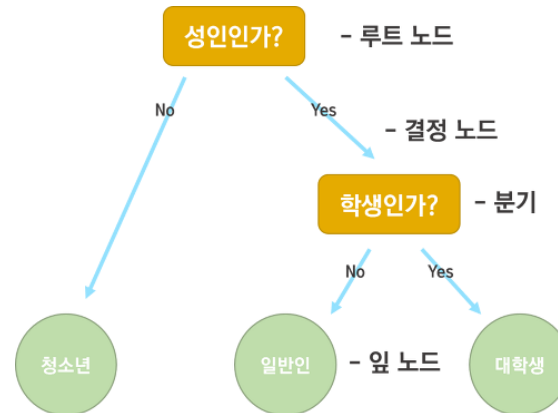 성인인가? - 루트 노드
No Yes
- 결정 노드
학생인가? - 분기
No Yes
청소년 일반인 - 잎 노드 대학생